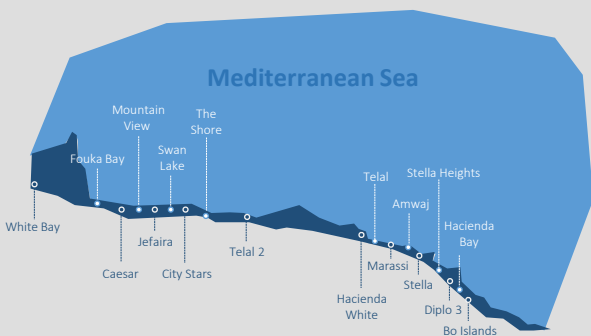 Mediterranean Sea
Mountain
View
The
Shore
Swan
Lake
Fouka Bay
Telal
Stella Heights
Amwaj
Hacienda
Bay
White Bay
Jefaira
Caesar
City Stars
Telal 2
Marassi
Stella
Hacienda
White
Diplo 3
Bo Islands